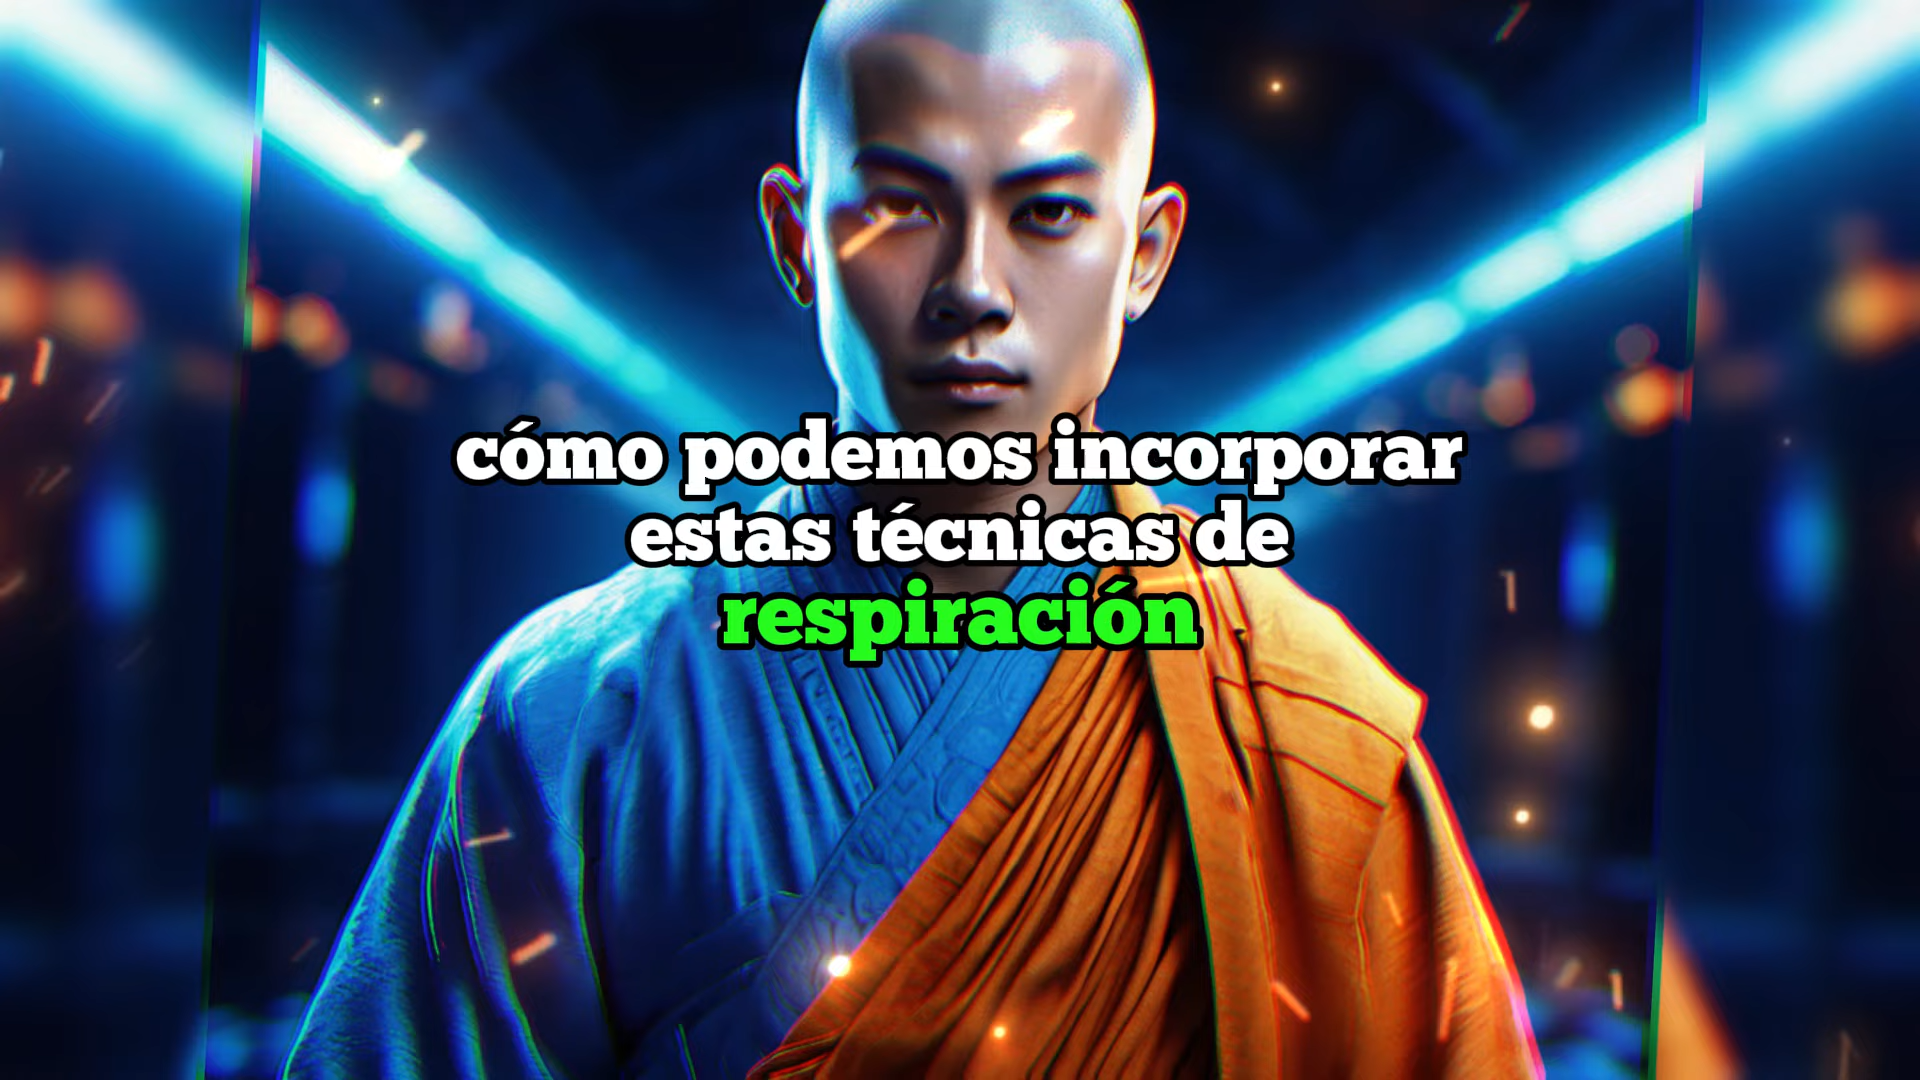 cómo podemos incorporar
estas técnicas de
respiración